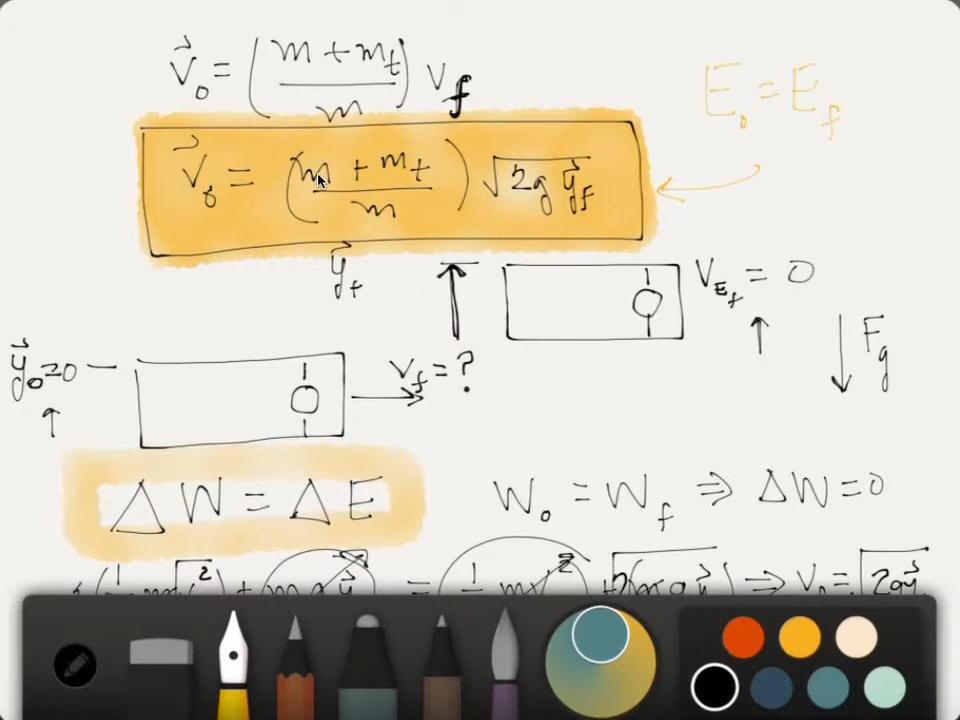 v⃗₀ = ((m + mₜ)/m) v_f
E₀ = E_f
v⃗₀ = ((m + mₜ)/m) √(2g y⃗_f)
y⃗_f
V_{E_f} = 0
F_g
y⃗₀=0
v_f = ?
ΔW = ΔE
W₀ = W_f ⇒ ΔW=0